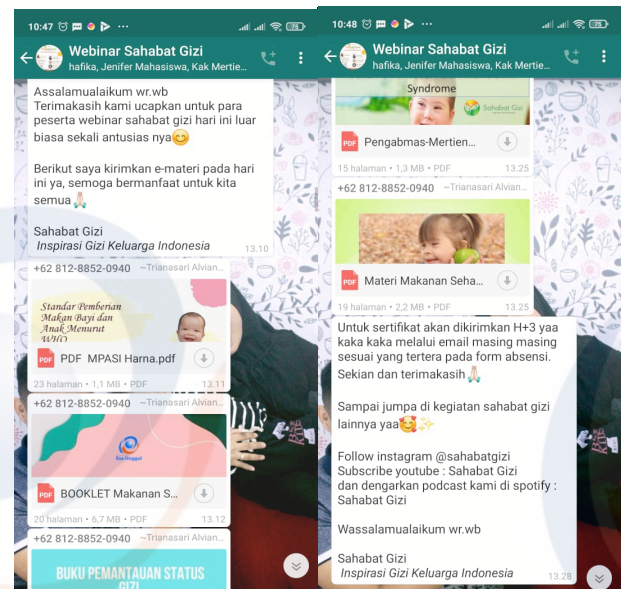 10:47
75
Webinar Sahabat Gizi
hafika, Jenifer Mahasiswa, Kak Mertie...
Assalamualaikum wr.wb
Terimakasih kami ucapkan untuk para
peserta webinar sahabat gizi hari ini luar
biasa sekali antusias nya😊
Berikut saya kirimkan e-materi pada hari
ini ya, semoga bermanfaat untuk kita
semua🙏🏻
Sahabat Gizi
Inspirasi Gizi Keluarga Indonesia
13.10
+62 812-8852-0940 ~Trianasari Alvian...
Standar Pemberian
Makan Bayi dan
Anak Menurut
WHO
PDF
PDF MPASI Harna.pdf
23 halaman • 1,1 MB • PDF 13.11
+62 812-8852-0940 ~Trianasari Alvian...
Esa Unggul
PDF
BOOKLET Makanan S...
20 halaman • 6,7 MB • PDF 13.12
+62 812-8852-0940 ~Trianasari Alvian...
BUKU PEMANTAUAN STATUS
GIZI
10:48
75
Webinar Sahabat Gizi
hafika, Jenifer Mahasiswa, Kak Mertie...
Syndrome
Sahabat Gizi
PDF
Pengabmas-Mertien...
15 halaman • 1,3 MB • PDF 13.25
+62 812-8852-0940 ~Trianasari Alvian...
PDF
Materi Makanan Seha...
19 halaman • 2,2 MB • PDF 13.25
Untuk sertifikat akan dikirimkan H+3 yaa
kaka kaka melalui email masing masing
sesuai yang tertera pada form absensi.
Sekian dan terimakasih🙏🏻
Sampai jumpa di kegiatan sahabat gizi
lainnya yaa🥰✨
Follow instagram @sahabatgizi
Subscribe youtube : Sahabat Gizi
dan dengarkan podcast kami di spotify :
Sahabat Gizi
Wassalamualaikum wr.wb
Sahabat Gizi
Inspirasi Gizi Keluarga Indonesia
13.28